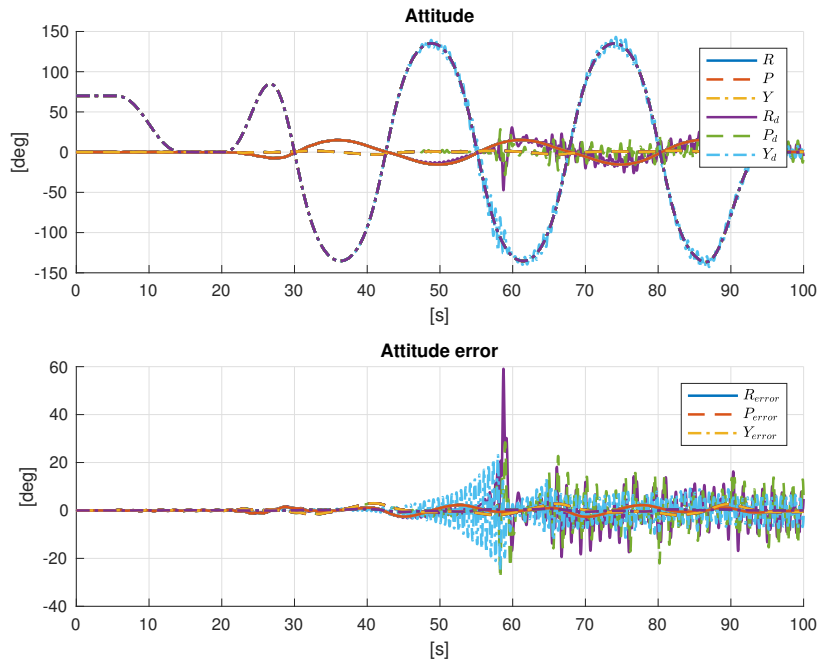 Attitude
150
100
50
0
-50
-100
-150
[deg]
R
P
Y
R_d
P_d
Y_d
0 10 20 30 40 50 60 70 80 90 100
[s]
Attitude error
60
40
20
0
-20
-40
[deg]
R_error
P_error
Y_error
0 10 20 30 40 50 60 70 80 90 100
[s]